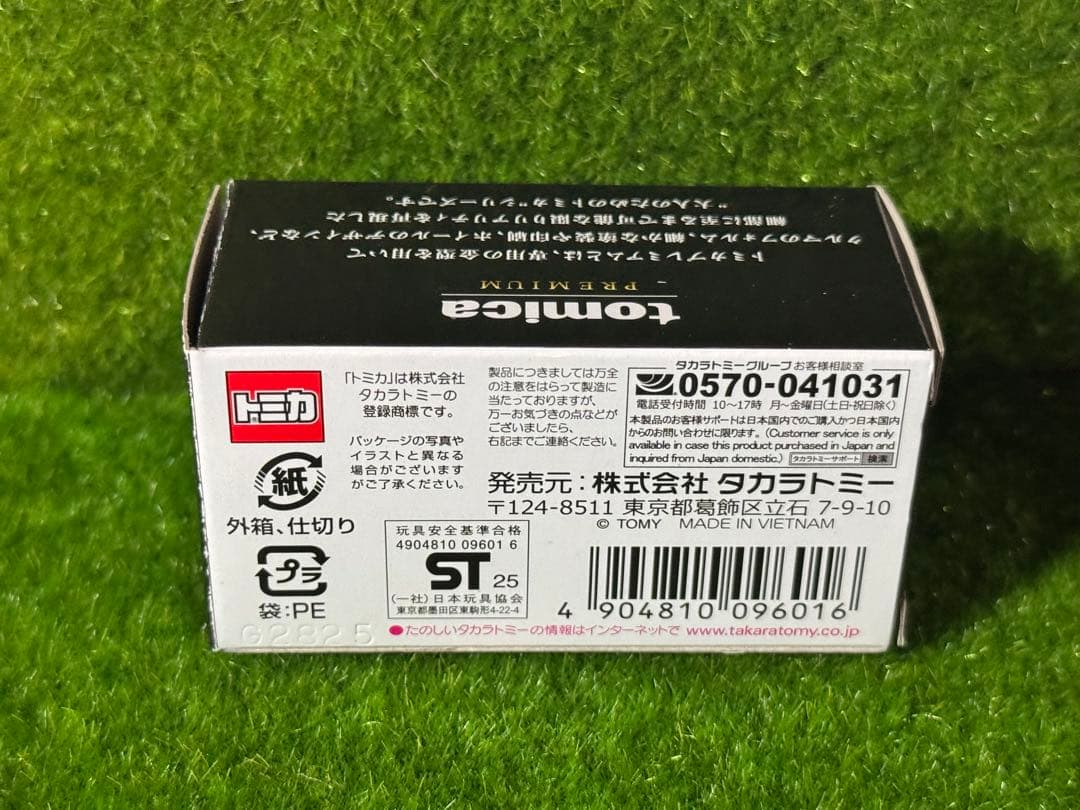 tomica
PREMIUM
トミカプレミアムとは、専用の金型を用いて
クルマのフォルム、細かな塗装や印刷、ホイールのデザインなど、
細部に至るまで可能な限りリアリティを再現した
"大人のためのトミカ"シリーズです。
トミカ
「トミカ」は株式会社
タカラトミーの
登録商標です。
パッケージの写真や
イラストと異なる
場合がございます
がご了承ください。
紙
外箱、仕切り
プラ
袋:PE
G2825
製品につきましては万全
の注意をはらって製造に
当たっておりますが、
万一お気づきの点などが
ございましたら、
右記までご連絡ください。
タカラトミーグループお客様相談室
0570-041031
電話受付時間 10〜17時 月〜金曜日(土日・祝日除く)
本製品のお客様サポートは日本国内でのご購入かつ日本国内
からのお問い合わせに限ります。(Customer service is only
available in case this product purchased in Japan and
inquired from Japan domestic.) タカラトミーサポート 検索
発売元:株式会社 タカラトミー
〒124-8511 東京都葛飾区立石 7-9-10
© TOMY MADE IN VIETNAM
玩具安全基準合格
4904810 09601 6
ST 25
(一社)日本玩具協会
東京都墨田区東駒形4-22-4
4 904810 096016
●たのしいタカラトミーの情報はインターネットで www.takaratomy.co.jp